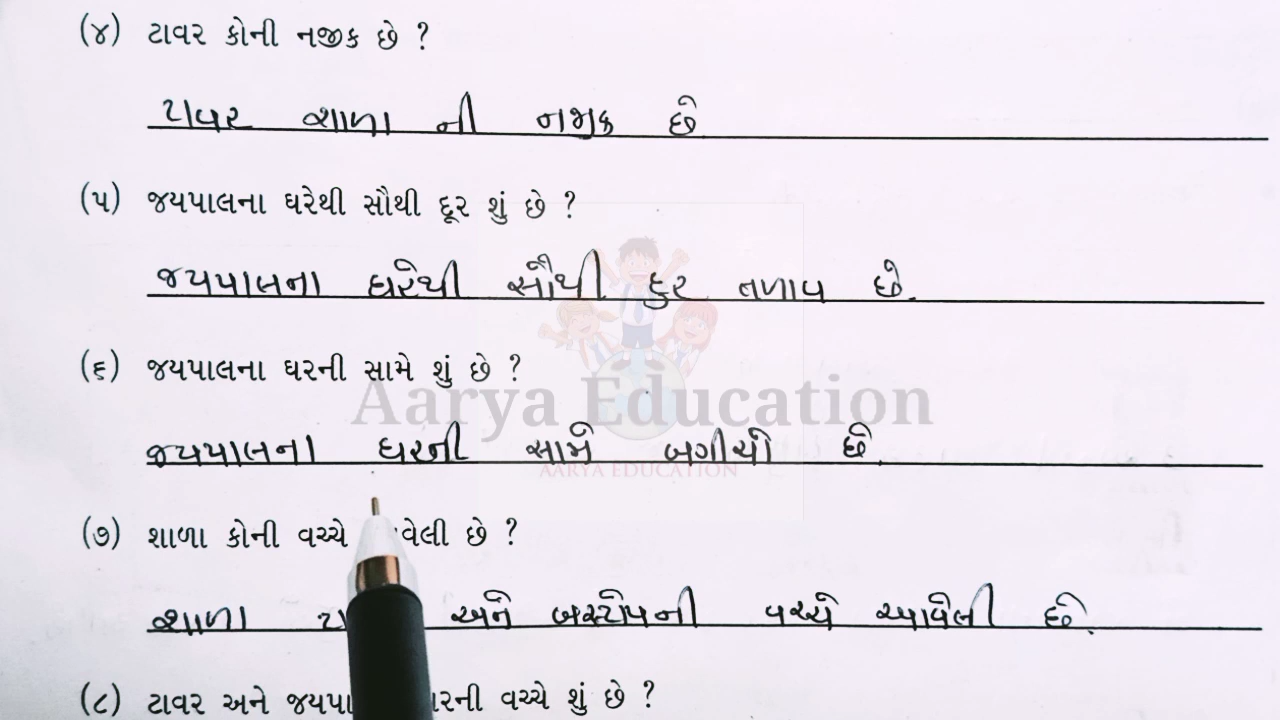 (૪) ટાવર કોની નજીક છે ?
ટાવર શાળા ની નજીક છે
(૫) જયપાલના ઘરેથી સૌથી દૂર શું છે ?
જયપાલના ઘરેથી સૌથી દુર તળાવ છે.
(૬) જયપાલના ઘરની સામે શું છે ?
Aarya Education
જયપાલના ઘરની સામે બગીચો છે.
AARYA EDUCATION
(૭) શાળા કોની વચ્ચે વેલી છે ?
શાળા અને બસ્ટોપની વચ્ચે આવેલી છે.
(૮) ટાવર અને જયપા રની વચ્ચે શું છે ?